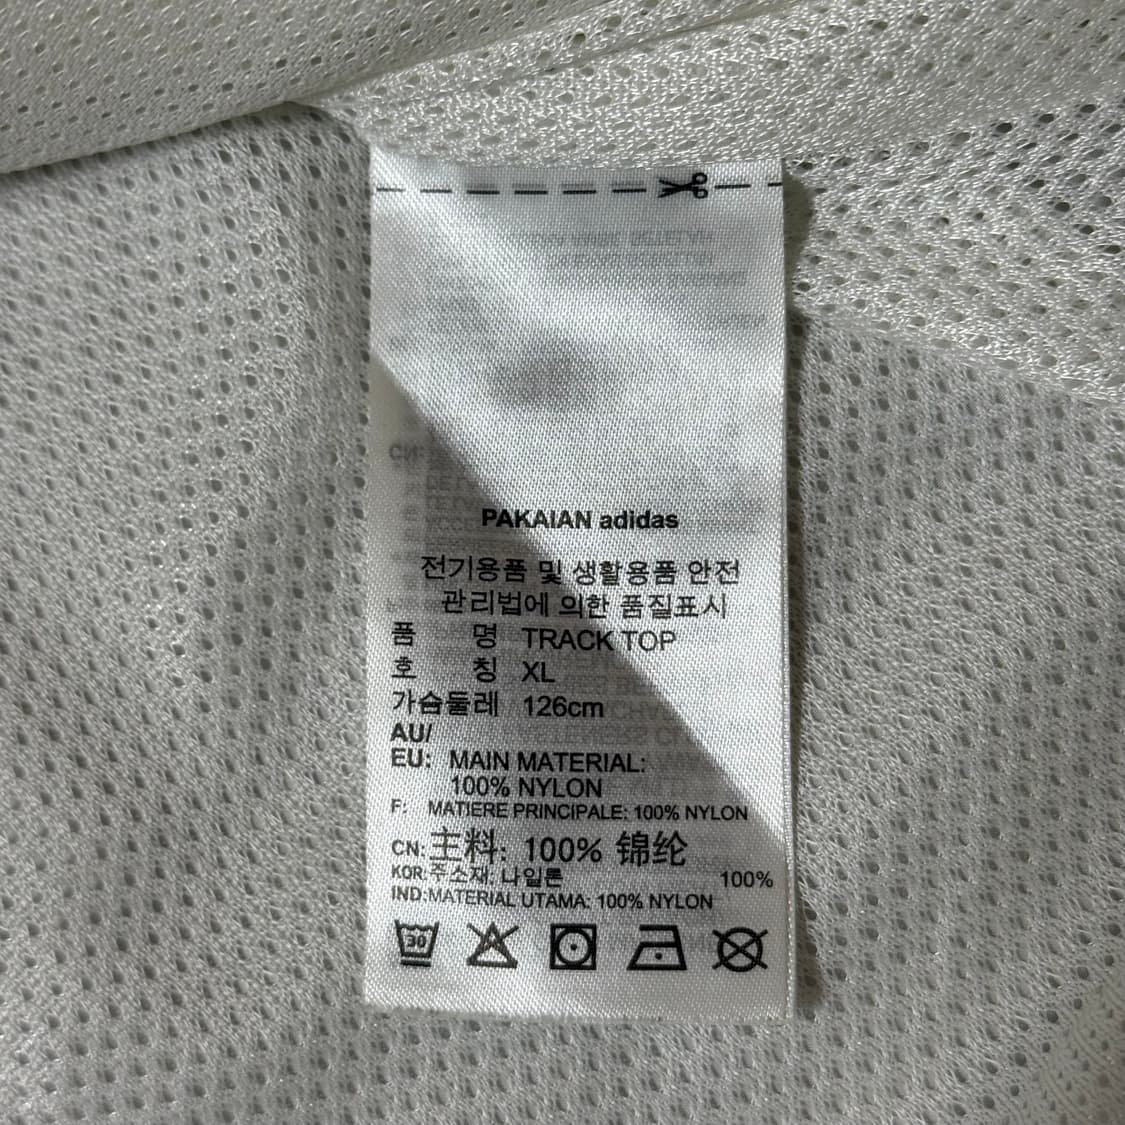 PAKAIAN adidas
전기용품 및 생활용품 안전
관리법에 의한 품질표시
품 명 TRACK TOP
호 칭 XL
가슴둘레 126cm
AU/
EU: MAIN MATERIAL:
100% NYLON
F: MATIERE PRINCIPALE: 100% NYLON
CN: 主料: 100% 锦纶
KOR: 주소재: 나일론 100%
IND: MATERIAL UTAMA: 100% NYLON
30